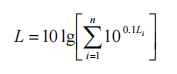 L = 10 lg[∑_{i=1}^{n} 10^{0,1L_i}]